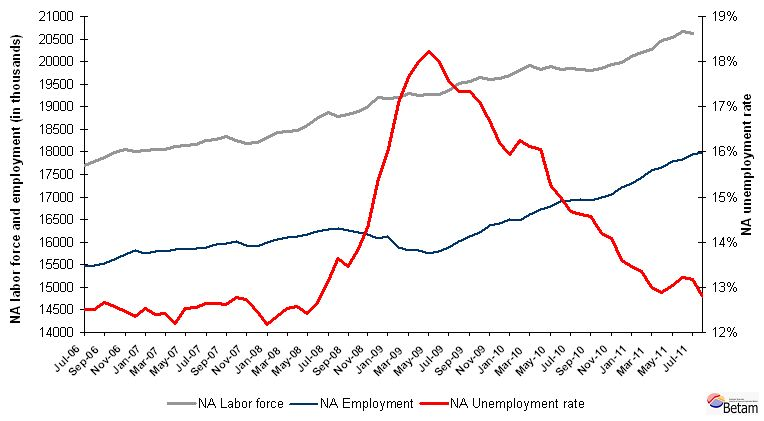 NA labor force and employment (in thousands)
21000
20500
20000
19500
19000
18500
18000
17500
17000
16500
16000
15500
15000
14500
14000
19%
18%
17%
16%
15%
14%
13%
12%
NA unemployment rate
Jul-06
Sep-06
Nov-06
Jan-07
Mar-07
May-07
Jul-07
Sep-07
Nov-07
Jan-08
Mar-08
May-08
Jul-08
Sep-08
Nov-08
Jan-09
Mar-09
May-09
Jul-09
Sep-09
Nov-09
Jan-10
Mar-10
May-10
Jul-10
Sep-10
Nov-10
Jan-11
Mar-11
May-11
Jul-11
NA Labor force
NA Employment
NA Unemployment rate
Betam